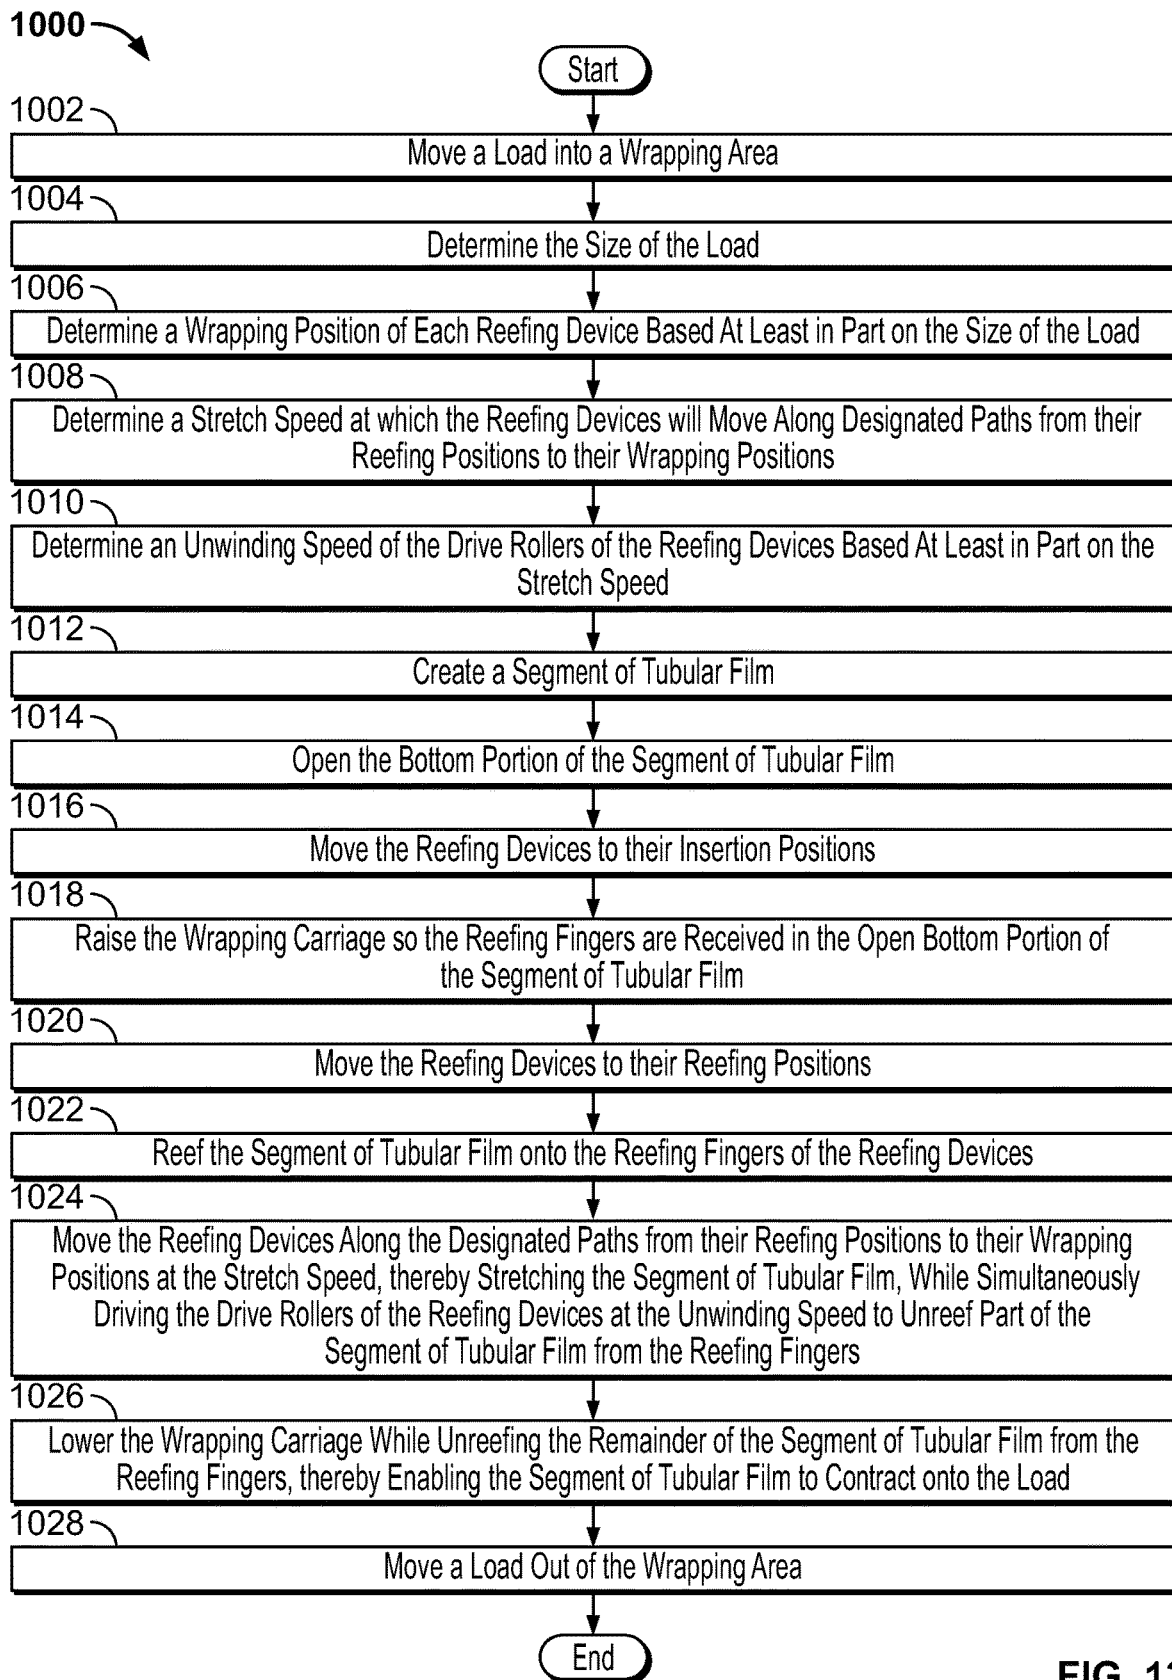 1000
Start
1002
Move a Load into a Wrapping Area
1004
Determine the Size of the Load
1006
Determine a Wrapping Position of Each Reefing Device Based At Least in Part on the Size of the Load
1008
Determine a Stretch Speed at which the Reefing Devices will Move Along Designated Paths from their
Reefing Positions to their Wrapping Positions
1010
Determine an Unwinding Speed of the Drive Rollers of the Reefing Devices Based At Least in Part on the
Stretch Speed
1012
Create a Segment of Tubular Film
1014
Open the Bottom Portion of the Segment of Tubular Film
1016
Move the Reefing Devices to their Insertion Positions
1018
Raise the Wrapping Carriage so the Reefing Fingers are Received in the Open Bottom Portion of
the Segment of Tubular Film
1020
Move the Reefing Devices to their Reefing Positions
1022
Reef the Segment of Tubular Film onto the Reefing Fingers of the Reefing Devices
1024
Move the Reefing Devices Along the Designated Paths from their Reefing Positions to their Wrapping
Positions at the Stretch Speed, thereby Stretching the Segment of Tubular Film, While Simultaneously
Driving the Drive Rollers of the Reefing Devices at the Unwinding Speed to Unreef Part of the
Segment of Tubular Film from the Reefing Fingers
1026
Lower the Wrapping Carriage While Unreefing the Remainder of the Segment of Tubular Film from the
Reefing Fingers, thereby Enabling the Segment of Tubular Film to Contract onto the Load
1028
Move a Load Out of the Wrapping Area
End
FIG.